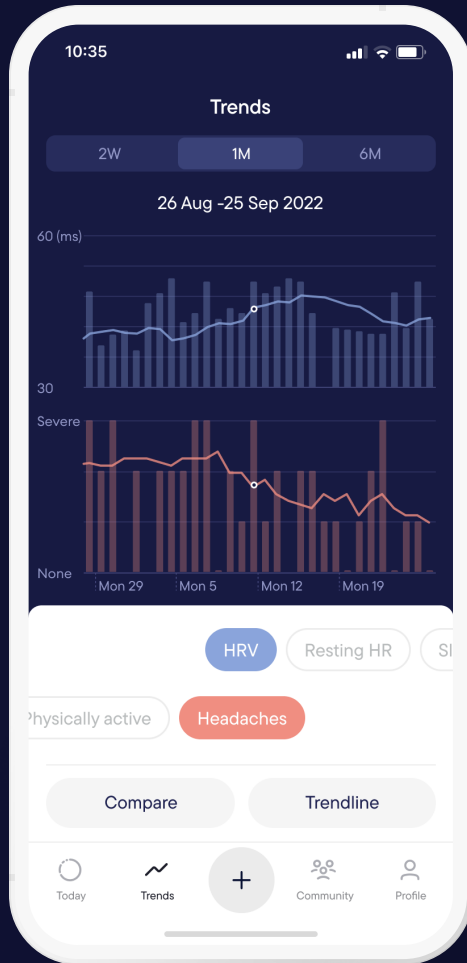 10:35
Trends
2W 1M 6M
26 Aug -25 Sep 2022
60 (ms)
30
Severe
None
Mon 29 Mon 5 Mon 12 Mon 19
HRV Resting HR Sl
Physically active Headaches
Compare Trendline
Today Trends + Community Profile